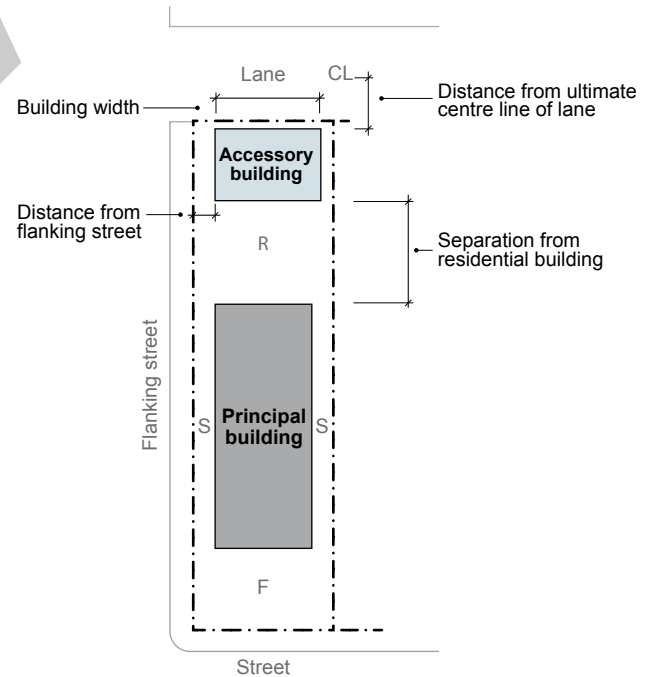 Lane
CL
Building width
Distance from ultimate
centre line of lane
Accessory
building
Distance from
flanking street
R
Separation from
residential building
Flanking street
S
Principal
building
S
F
Street